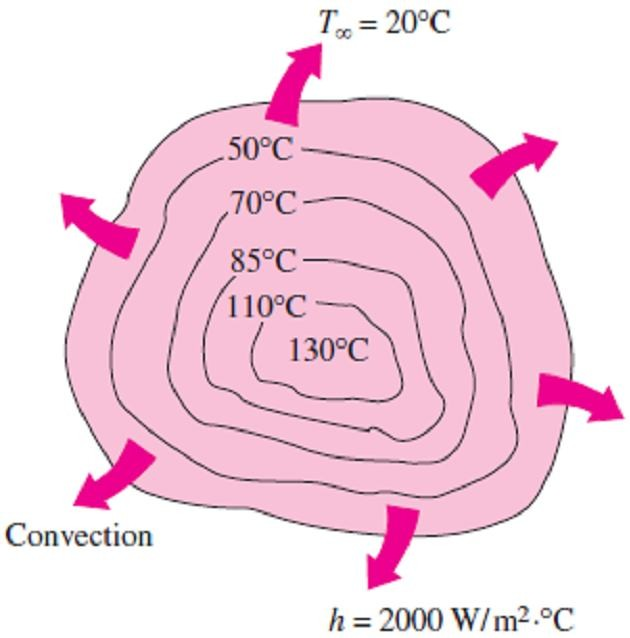 T∞ = 20°C
50°C
70°C
85°C
110°C
130°C
Convection
h = 2000 W/m²·°C